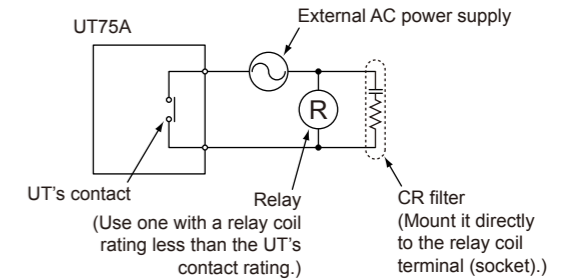 External AC power supply
UT75A
R
UT's contact
Relay
(Use one with a relay coil
rating less than the UT's
contact rating.)
CR filter
(Mount it directly
to the relay coil
terminal (socket).)